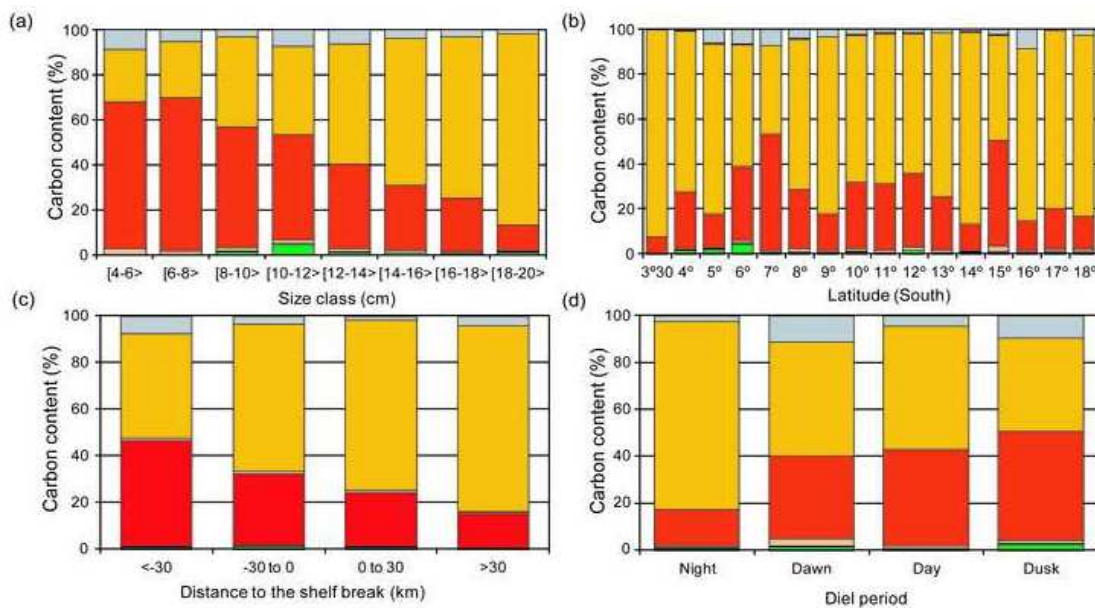 (a)
100
80
60
40
20
0
Carbon content (%)
[4-6> [6-8> [8-10> [10-12> [12-14> [14-16> [16-18> [18-20>
Size class (cm)
(b)
100
80
60
40
20
0
Carbon content (%)
3º30 4º 5º 6º 7º 8º 9º 10º 11º 12º 13º 14º 15º 16º 17º 18º
Latitude (South)
(c)
100
80
60
40
20
0
Carbon content (%)
<-30 -30 to 0 0 to 30 >30
Distance to the shelf break (km)
(d)
100
80
60
40
20
0
Carbon content (%)
Night Dawn Day Dusk
Diel period